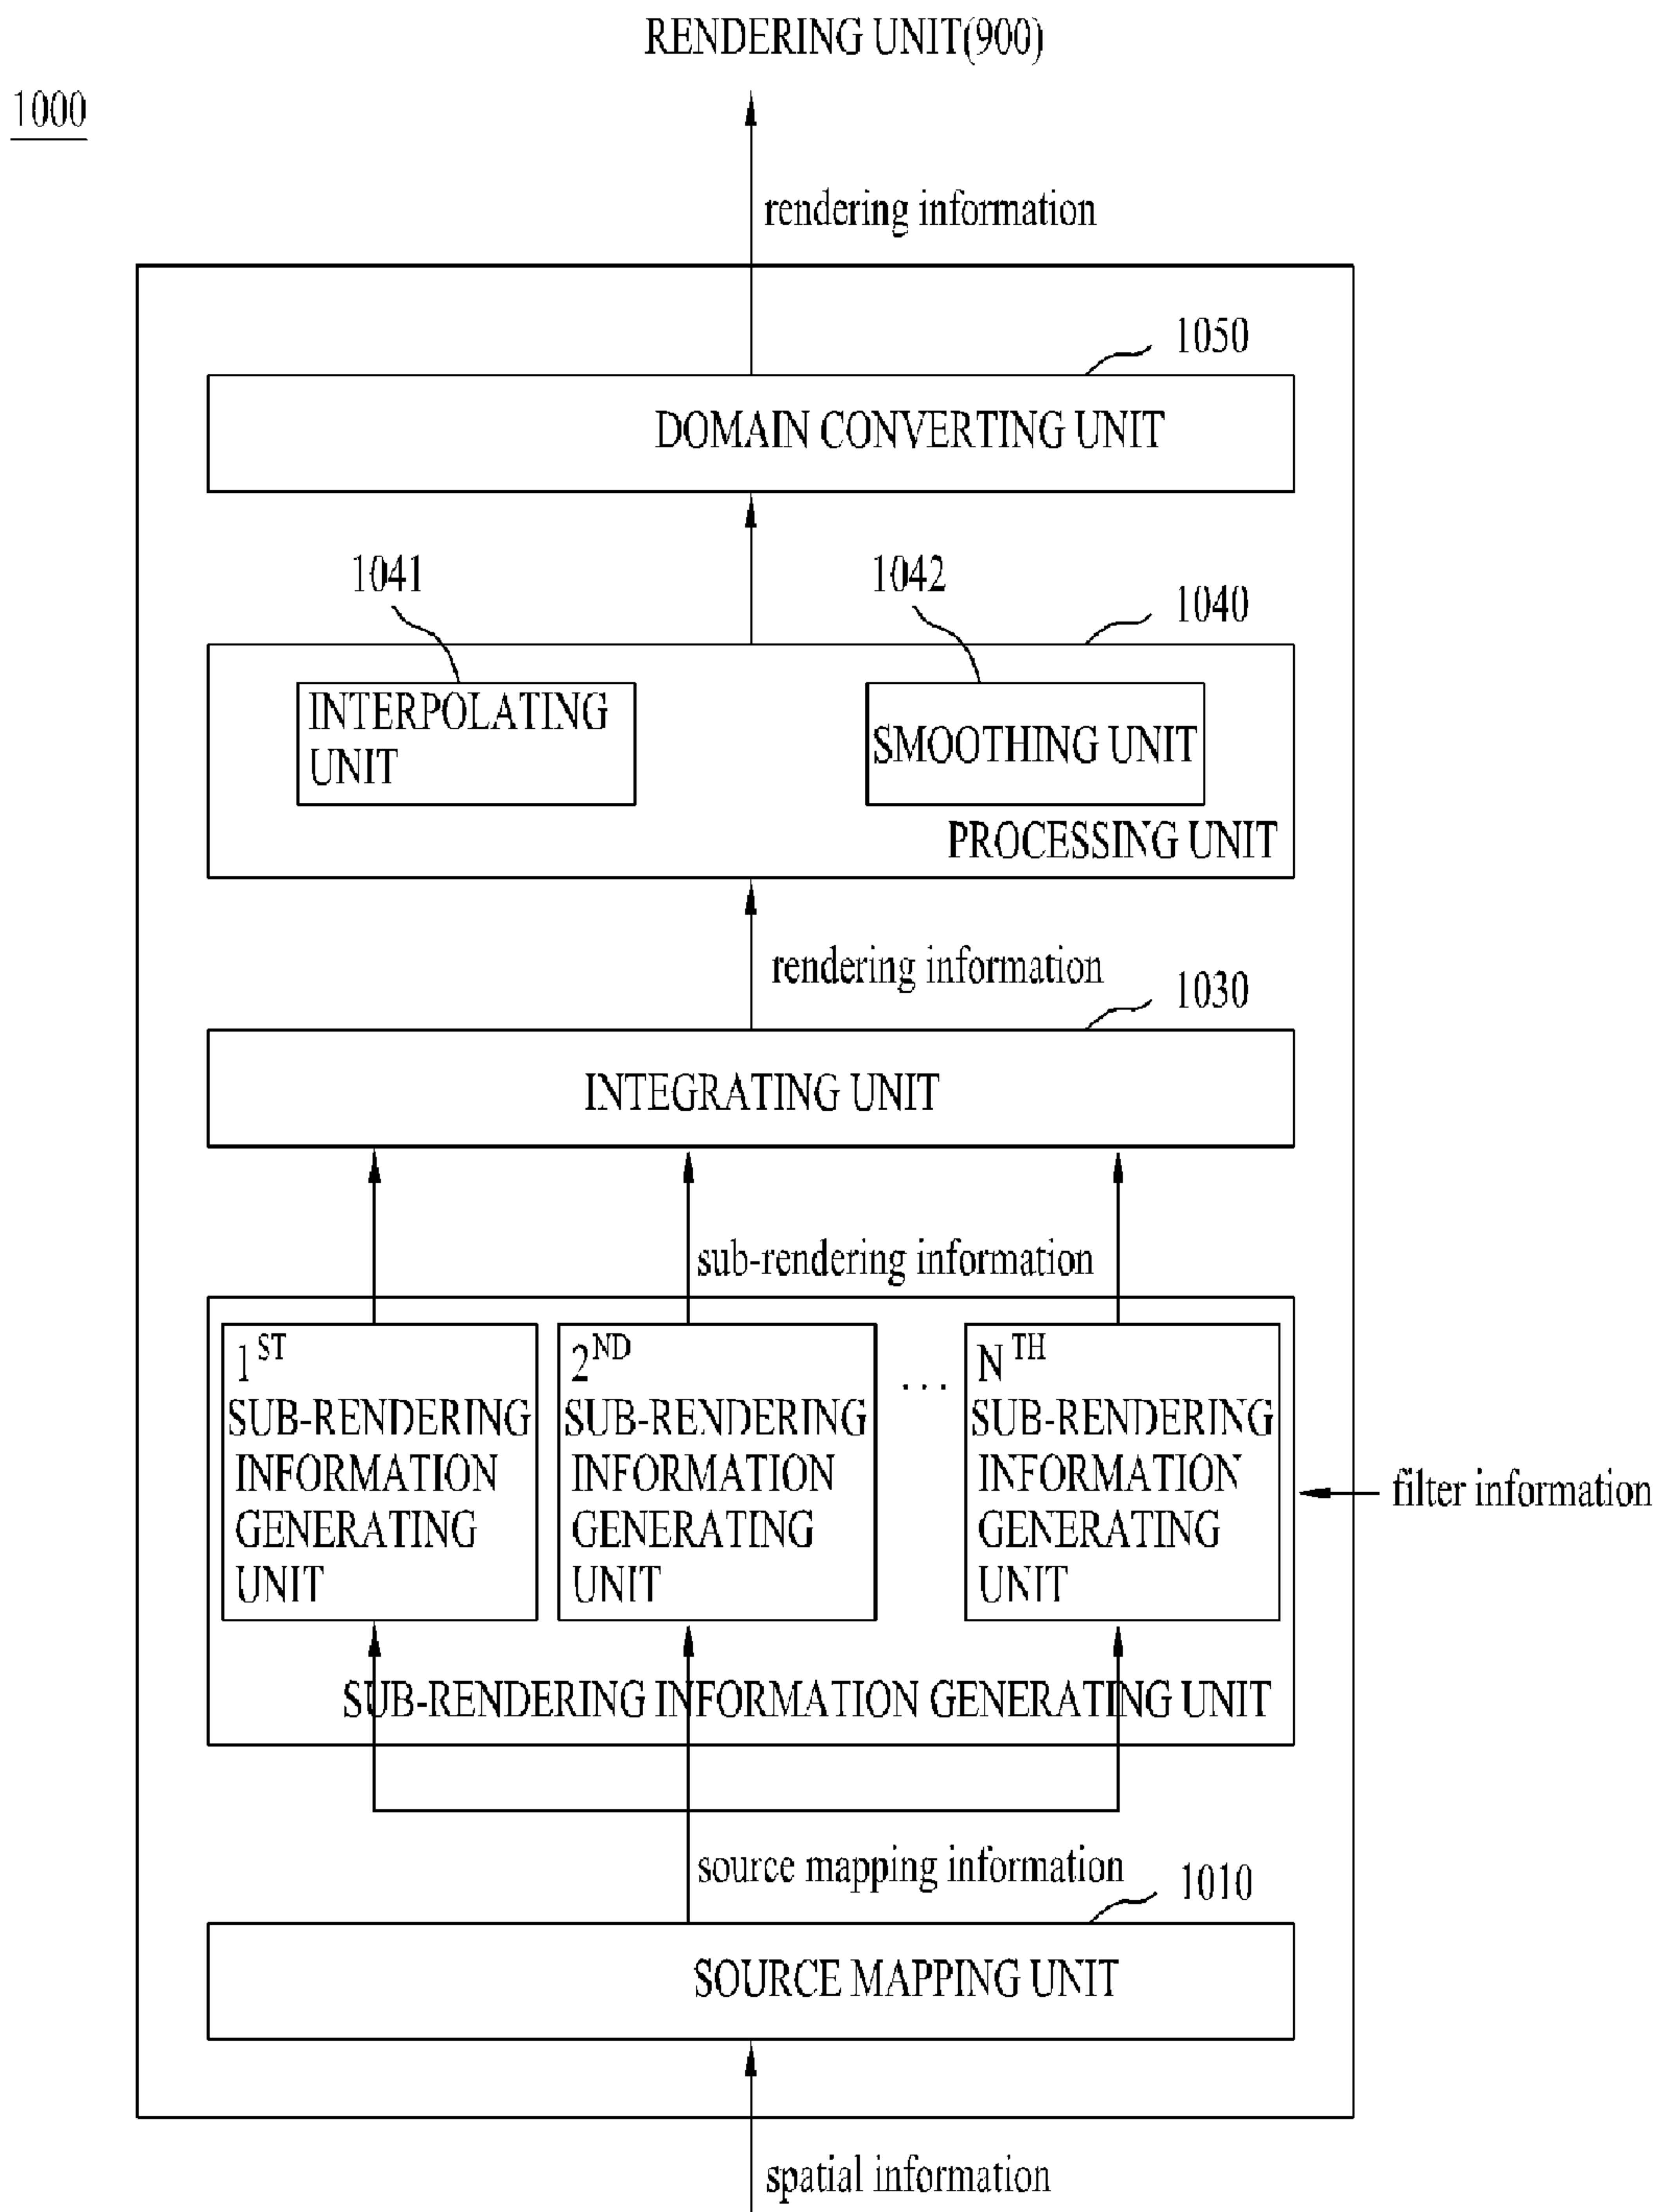 RENDERING UNIT(900)
1000
rendering information
1050
DOMAIN CONVERTING UNIT
1041
1042
1040
INTERPOLATING
UNIT
SMOOTHING UNIT
PROCESSING UNIT
rendering information
1030
INTEGRATING UNIT
sub-rendering information
1ST
SUB-RENDERING
INFORMATION
GENERATING
UNIT
2ND
SUB-RENDERING
INFORMATION
GENERATING
UNIT
...
NTH
SUB-RENDERING
INFORMATION
GENERATING
UNIT
filter information
SUB-RENDERING INFORMATION GENERATING UNIT
source mapping information
1010
SOURCE MAPPING UNIT
spatial information